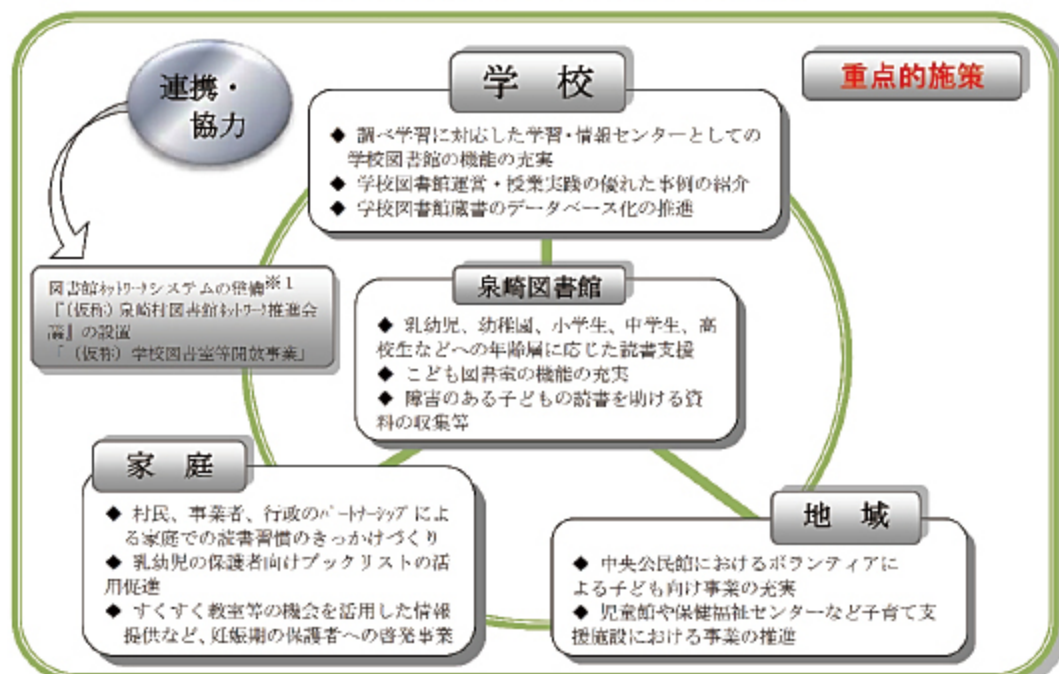 連携・
協力
学 校
重点的施策
◆ 調べ学習に対応した学習・情報センターとしての
学校図書館の機能の充実
◆ 学校図書館運営・授業実践の優れた事例の紹介
◆ 学校図書館蔵書のデータベース化の推進
図書館ﾈｯﾄﾜｰｸシステムの整備※1
『（仮称）泉崎村図書館ﾈｯﾄﾜｰｸ推進会
議』の設置
「（仮称）学校図書室等開放事業」
泉崎図書館
◆ 乳幼児、幼稚園、小学生、中学生、高
校生などへの年齢層に応じた読書支援
◆ こども図書室の機能の充実
◆ 障害のある子どもの読書を助ける資
料の収集等
家 庭
◆ 村民、事業者、行政のﾊﾟｰﾄﾅｰｼｯﾌﾟによ
る家庭での読書習慣のきっかけづくり
◆ 乳幼児の保護者向けブックリストの活
用促進
◆ すくすく教室等の機会を活用した情報
提供など、妊娠期の保護者への啓発事業
地 域
◆ 中央公民館におけるボランティアに
よる子ども向け事業の充実
◆ 児童館や保健福祉センターなど子育て支
援施設における事業の推進